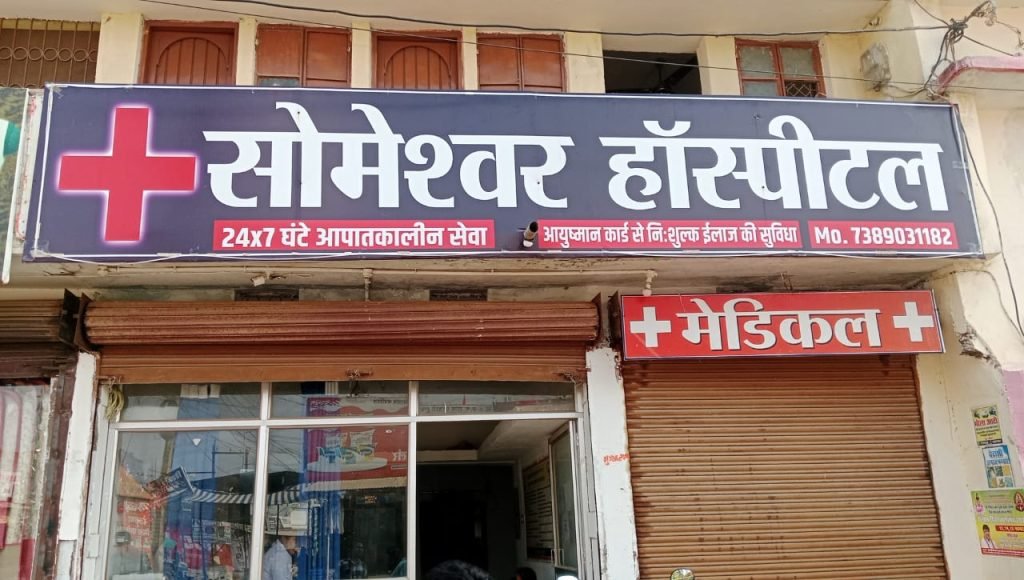 सोमेश्वर हॉस्पीटल
24x7 घंटे आपातकालीन सेवा आयुष्मान कार्ड से नि:शुल्क ईलाज की सुविधा Mo. 7389031182
मेडिकल